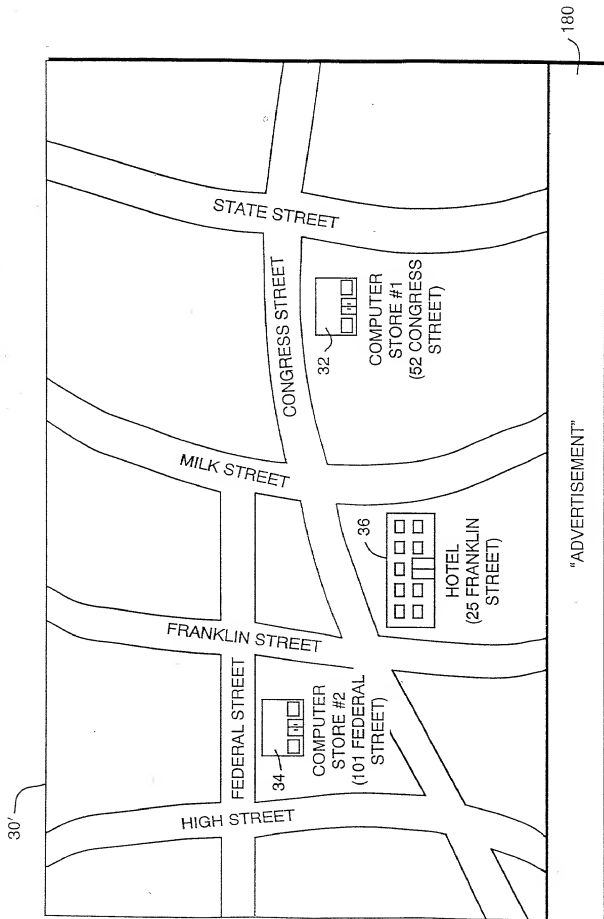 30'
STATE STREET
CONGRESS STREET
MILK STREET
32
COMPUTER
STORE #1
(52 CONGRESS
STREET)
FRANKLIN STREET
36
HOTEL
(25 FRANKLIN
STREET)
FEDERAL STREET
34
COMPUTER
STORE #2
(101 FEDERAL
STREET)
HIGH STREET
"ADVERTISEMENT"
180